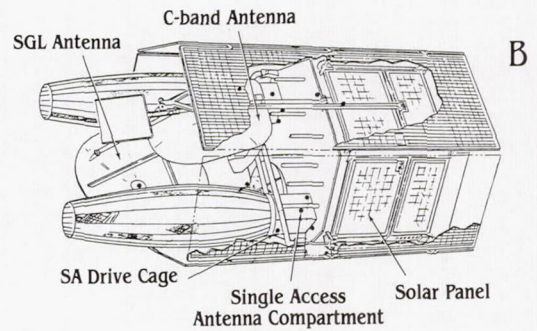 C-band Antenna
SGL Antenna
B
SA Drive Cage
Single Access
Antenna Compartment
Solar Panel